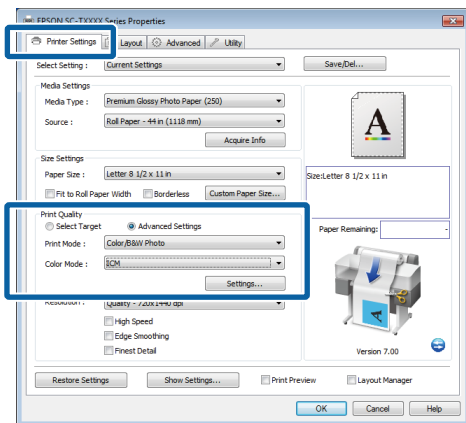 EPSON SC-TXXXX Series Properties
Printer Settings Layout Advanced Utility
Select Setting : Current Settings Save/Del...
Media Settings
Media Type : Premium Glossy Photo Paper (250)
Source : Roll Paper - 44 in (1118 mm)
Acquire Info
A
Size Settings
Paper Size : Letter 8 1/2 x 11 in
Size:Letter 8 1/2 x 11 in
Fit to Roll Paper Width Borderless Custom Paper Size...
Print Quality
Select Target Advanced Settings
Paper Remaining: -
Print Mode : Color/B&W Photo
Color Mode : ICM
Settings...
Resolution : Quality - 720x1440 dpi
High Speed
Edge Smoothing
Finest Detail
Version 7.00
Restore Settings Show Settings... Print Preview Layout Manager
OK Cancel Help